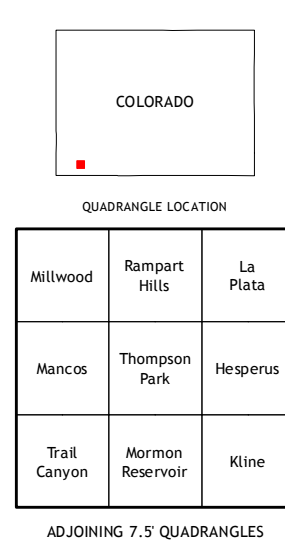 COLORADO
QUADRANGLE LOCATION
Millwood
Rampart
Hills
La
Plata
Mancos
Thompson
Park
Hesperus
Trail
Canyon
Mormon
Reservoir
Kline
ADJOINING 7.5' QUADRANGLES